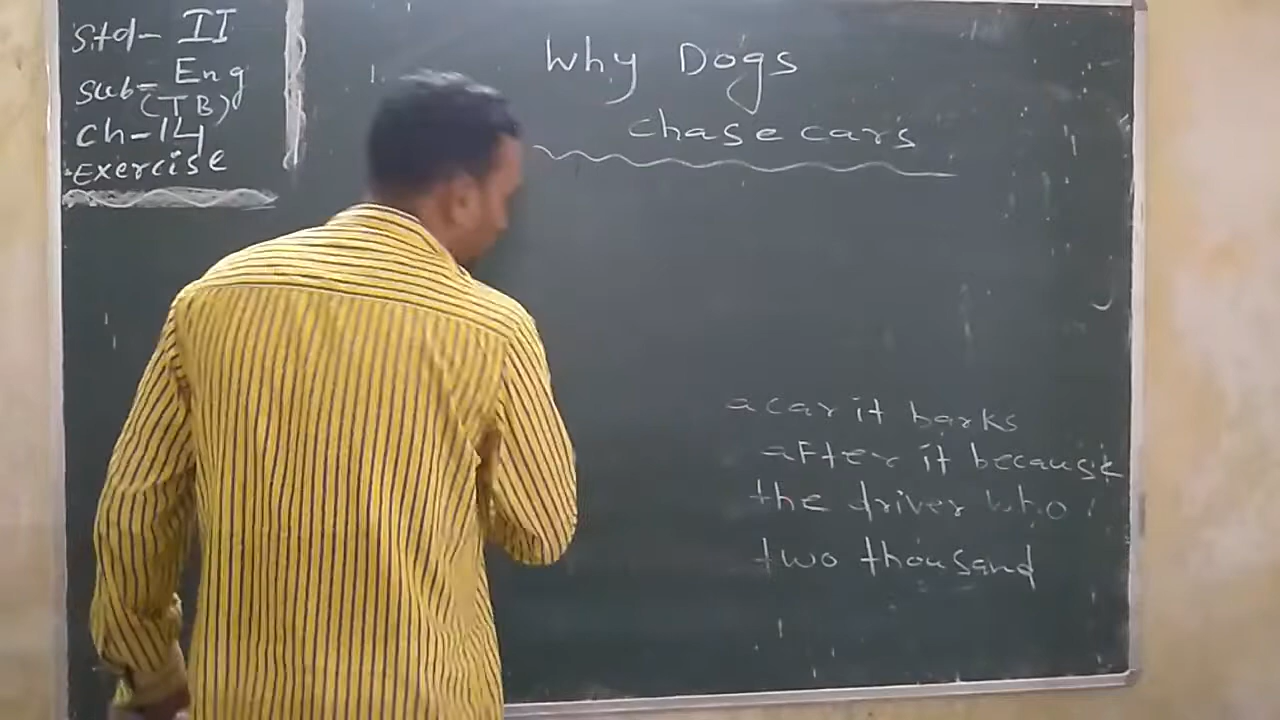 Std- II
Sub- Eng
(TB)
Ch-14
Exercise
Why Dogs
chase cars
a car it barks
after it because
the driver who
two thousand